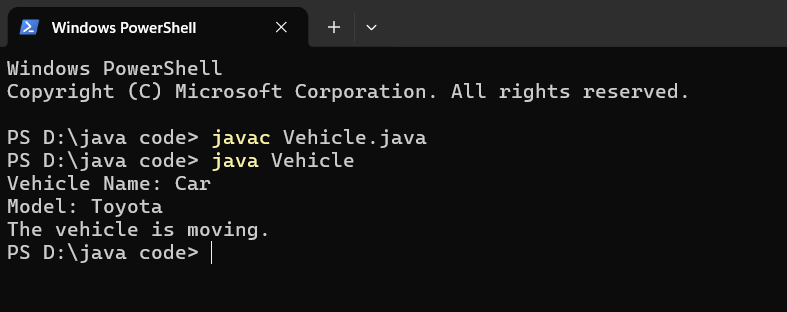 Windows PowerShell
Windows PowerShell
Copyright (C) Microsoft Corporation. All rights reserved.
PS D:\java code> javac Vehicle.java
PS D:\java code> java Vehicle
Vehicle Name: Car
Model: Toyota
The vehicle is moving.
PS D:\java code>